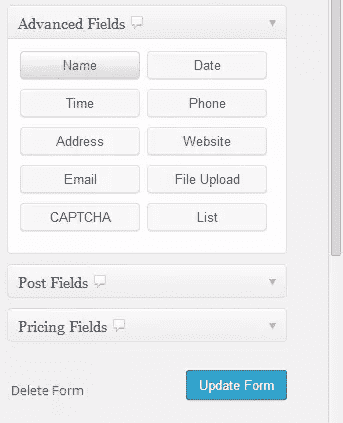 Advanced Fields
Name Date
Time Phone
Address Website
Email File Upload
CAPTCHA List
Post Fields
Pricing Fields
Delete Form Update Form